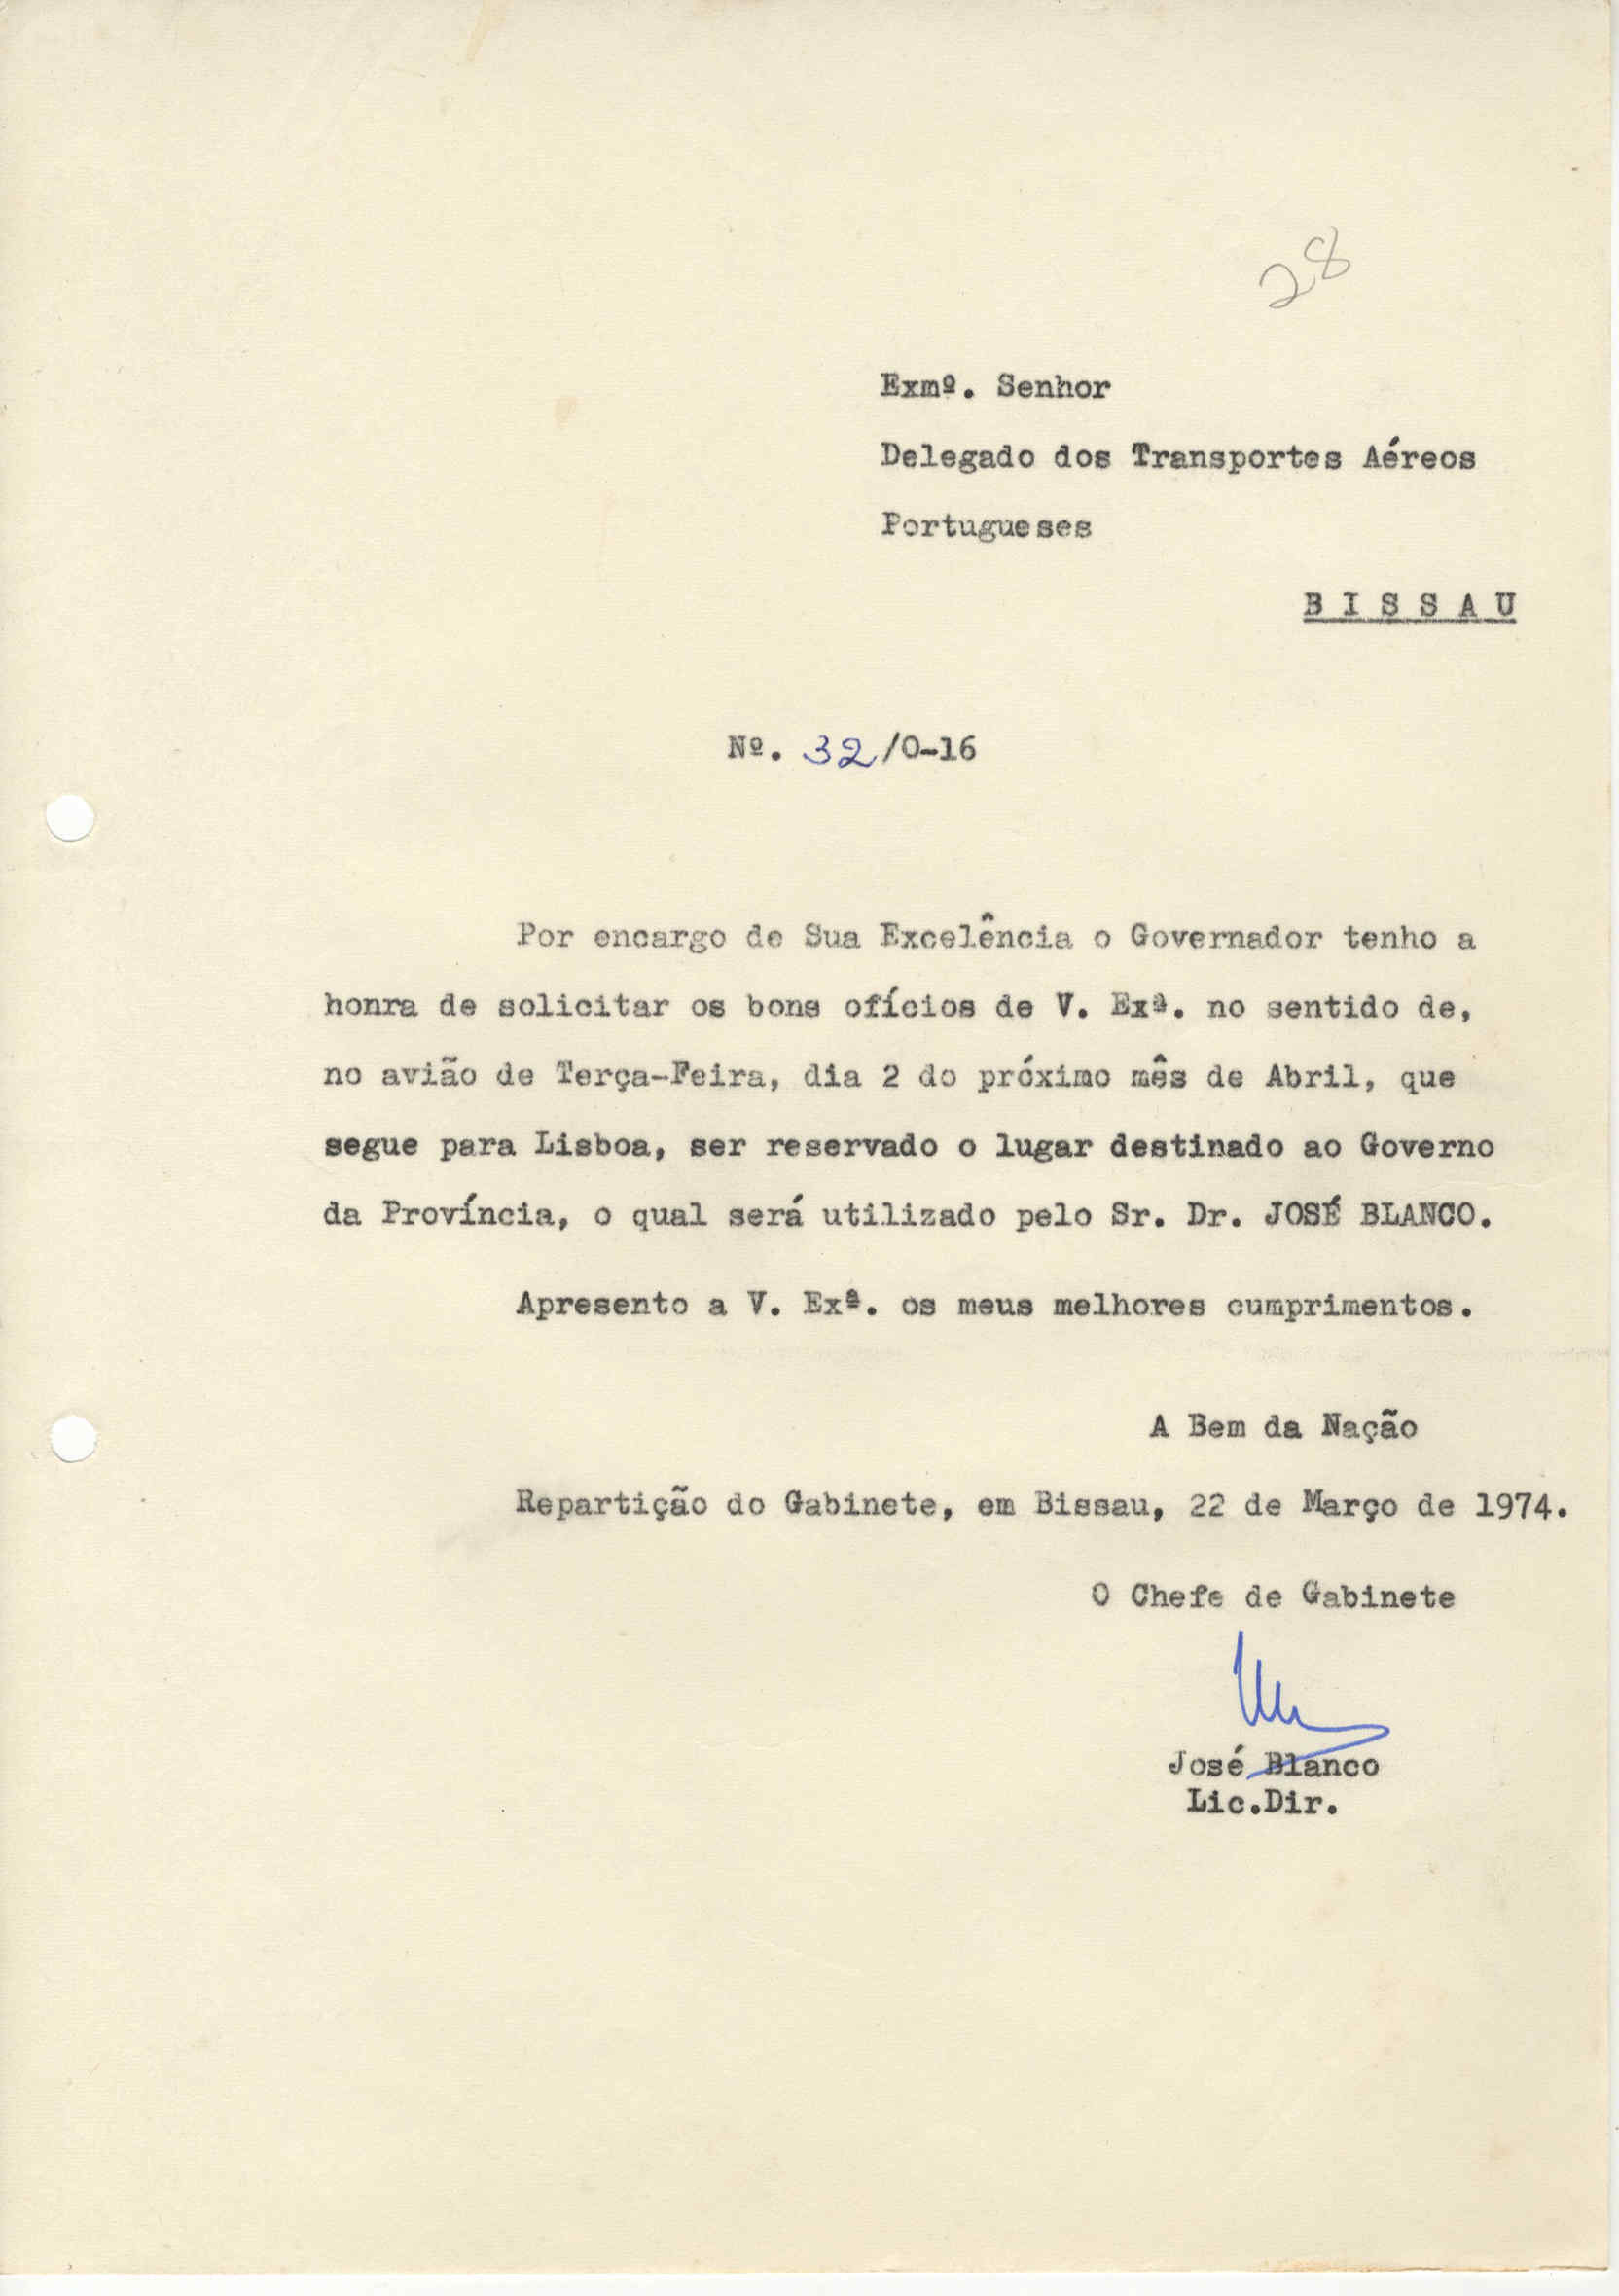 28
Exmº. Senhor
Delegado dos Transportes Aéreos
Portugueses
B I S S A U
Nº. 32/0-16
Por encargo de Sua Excelência o Governador tenho a
honra de solicitar os bons ofícios de V. Exª. no sentido de,
no avião de Terça-Feira, dia 2 do próximo mês de Abril, que
segue para Lisboa, ser reservado o lugar destinado ao Governo
da Província, o qual será utilizado pelo Sr. Dr. JOSÉ BLANCO.
Apresento a V. Exª. os meus melhores cumprimentos.
A Bem da Nação
Repartição do Gabinete, em Bissau, 22 de Março de 1974.
O Chefe de Gabinete
José Blanco
Lic.Dir.